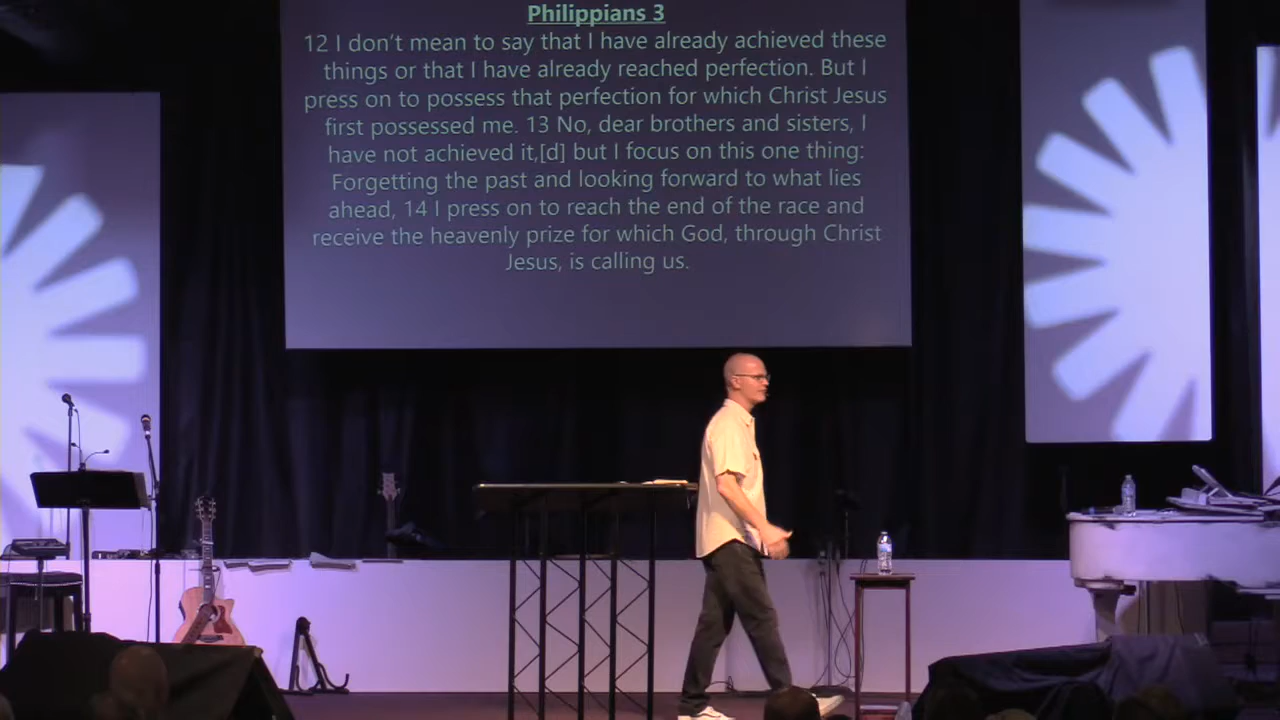 Philippians 3
12 I don't mean to say that I have already achieved these
things or that I have already reached perfection. But I
press on to possess that perfection for which Christ Jesus
first possessed me. 13 No, dear brothers and sisters, I
have not achieved it,[d] but I focus on this one thing:
Forgetting the past and looking forward to what lies
ahead, 14 I press on to reach the end of the race and
receive the heavenly prize for which God, through Christ
Jesus, is calling us.